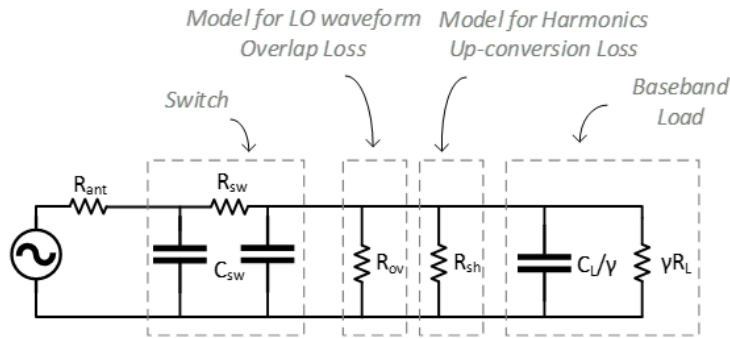 Model for LO waveform
Overlap Loss
Model for Harmonics
Up-conversion Loss
Switch
Baseband
Load
Rant
Rsw
Csw
Rov
Rsh
CL/γ
γRL